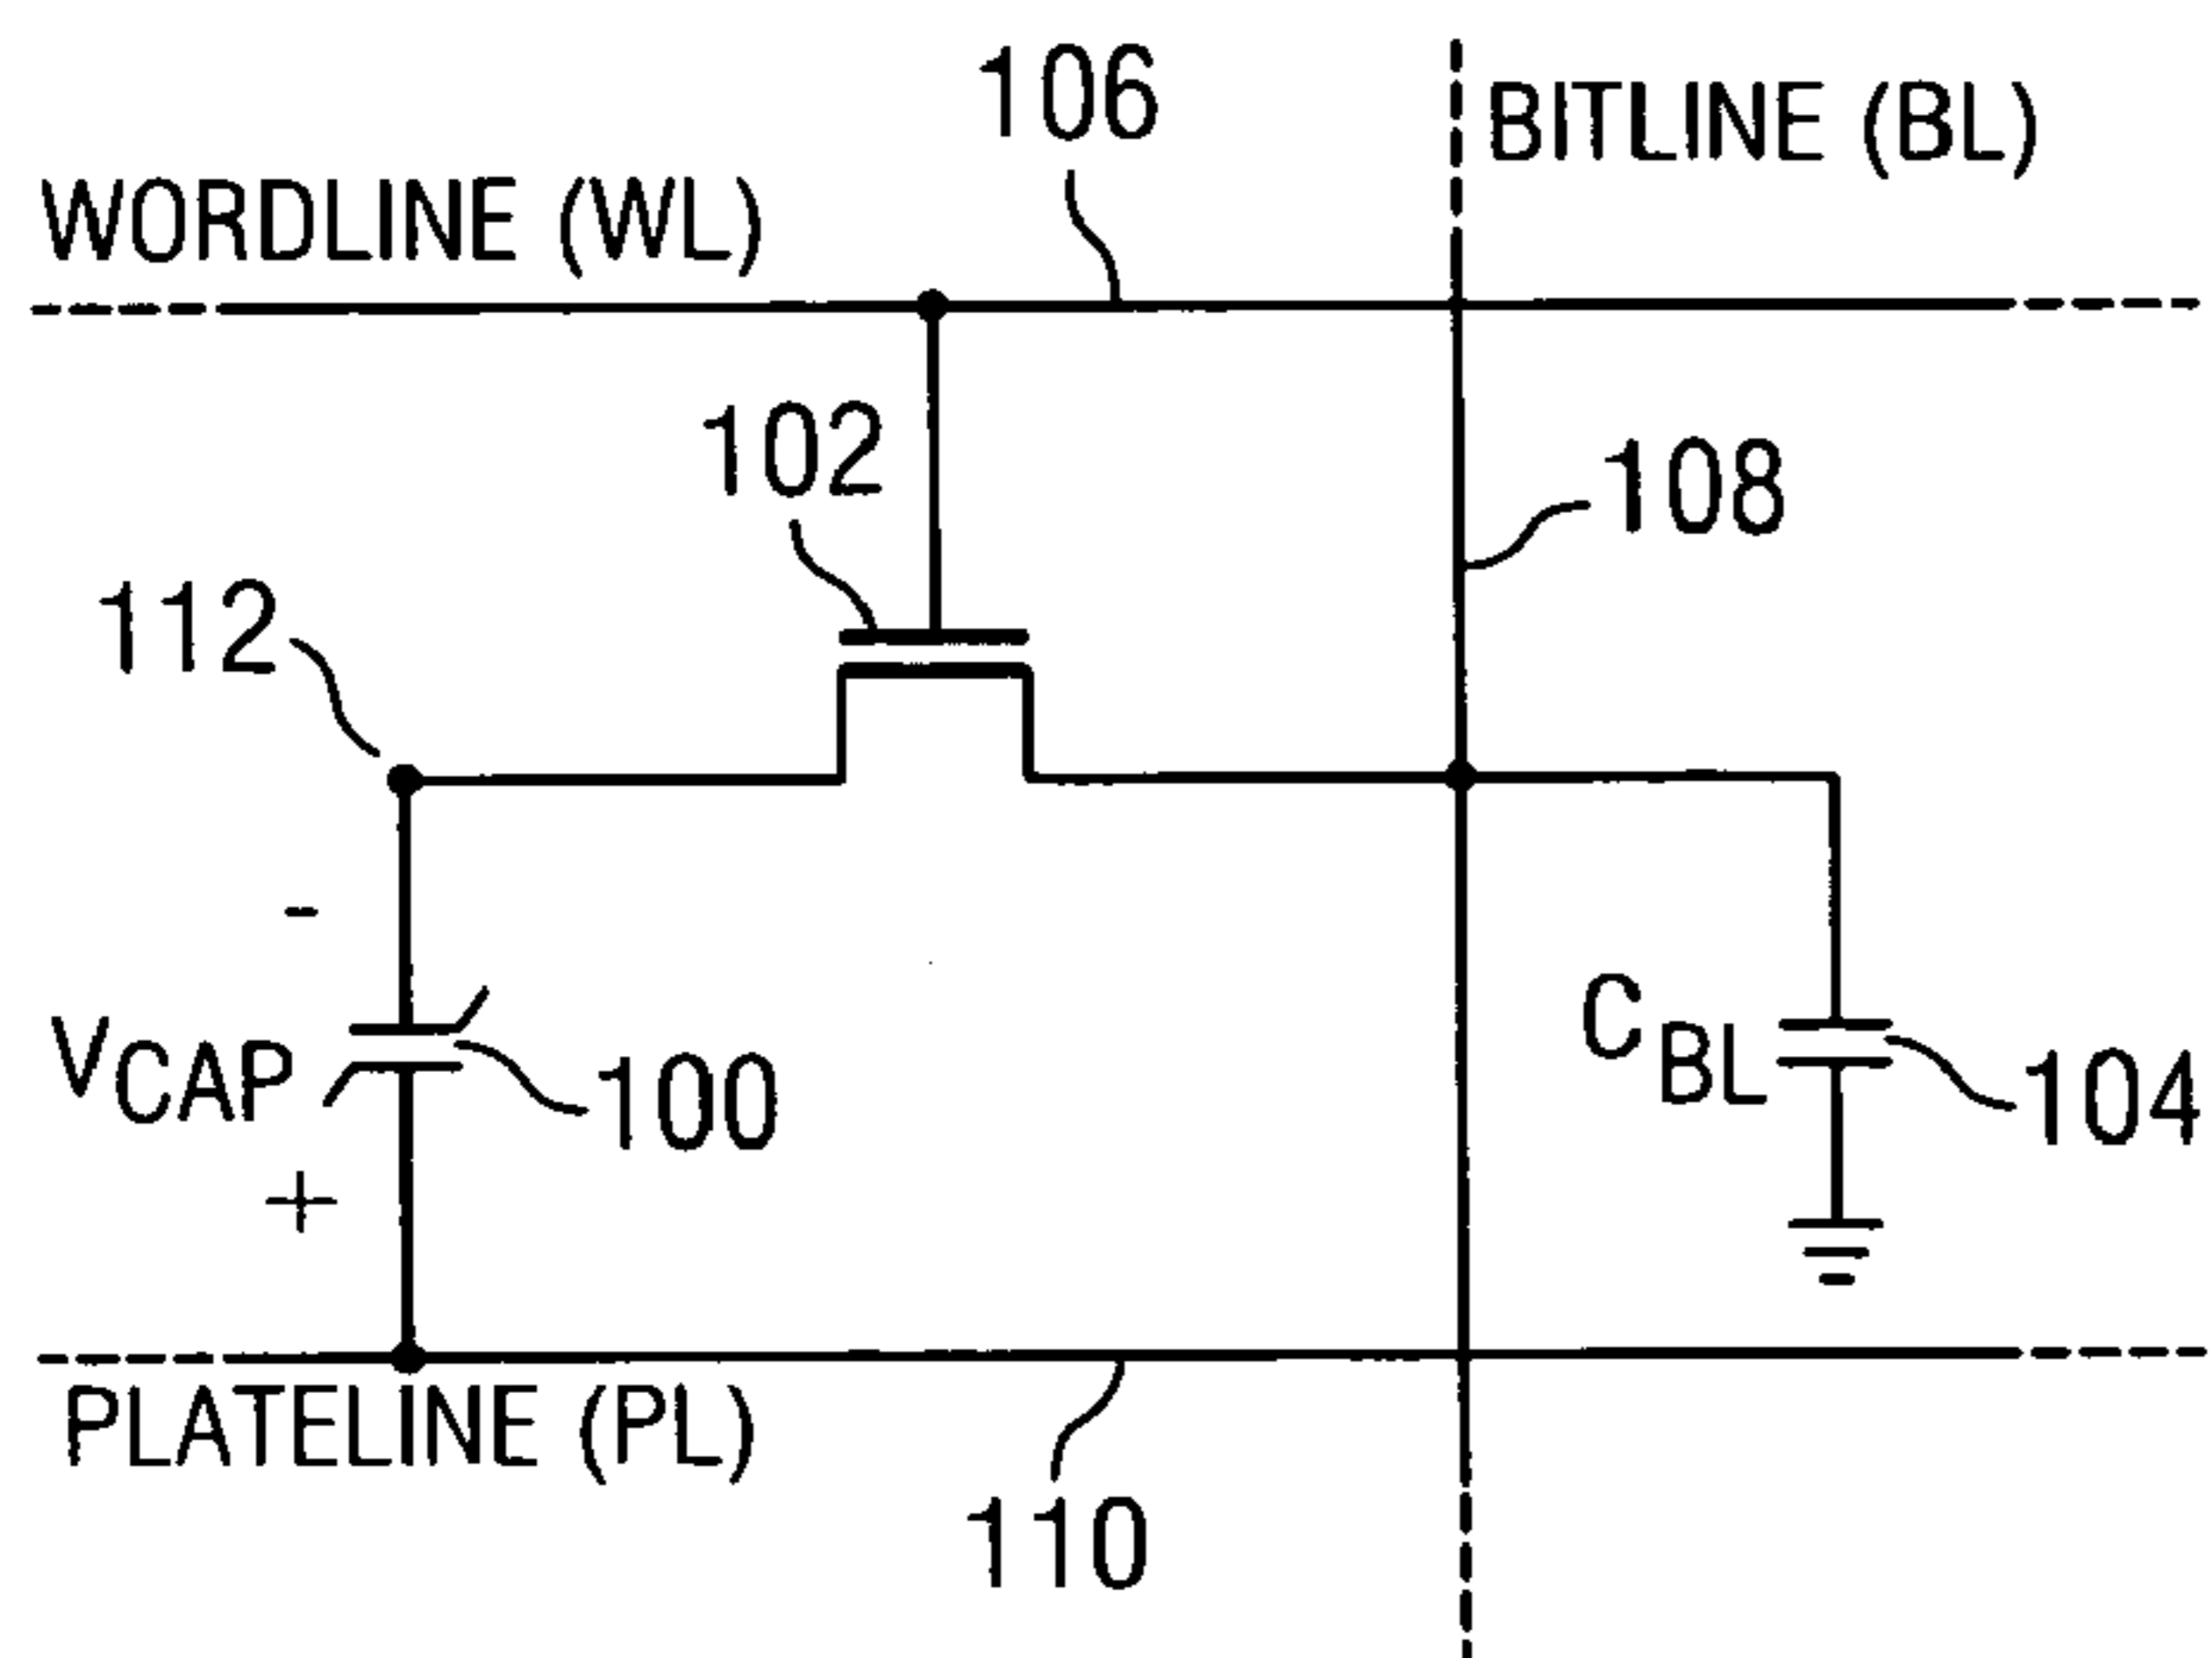 106
BITLINE (BL)
WORDLINE (WL)
102
108
112
-
VCAP
100
CBL
104
+
PLATELINE (PL)
110